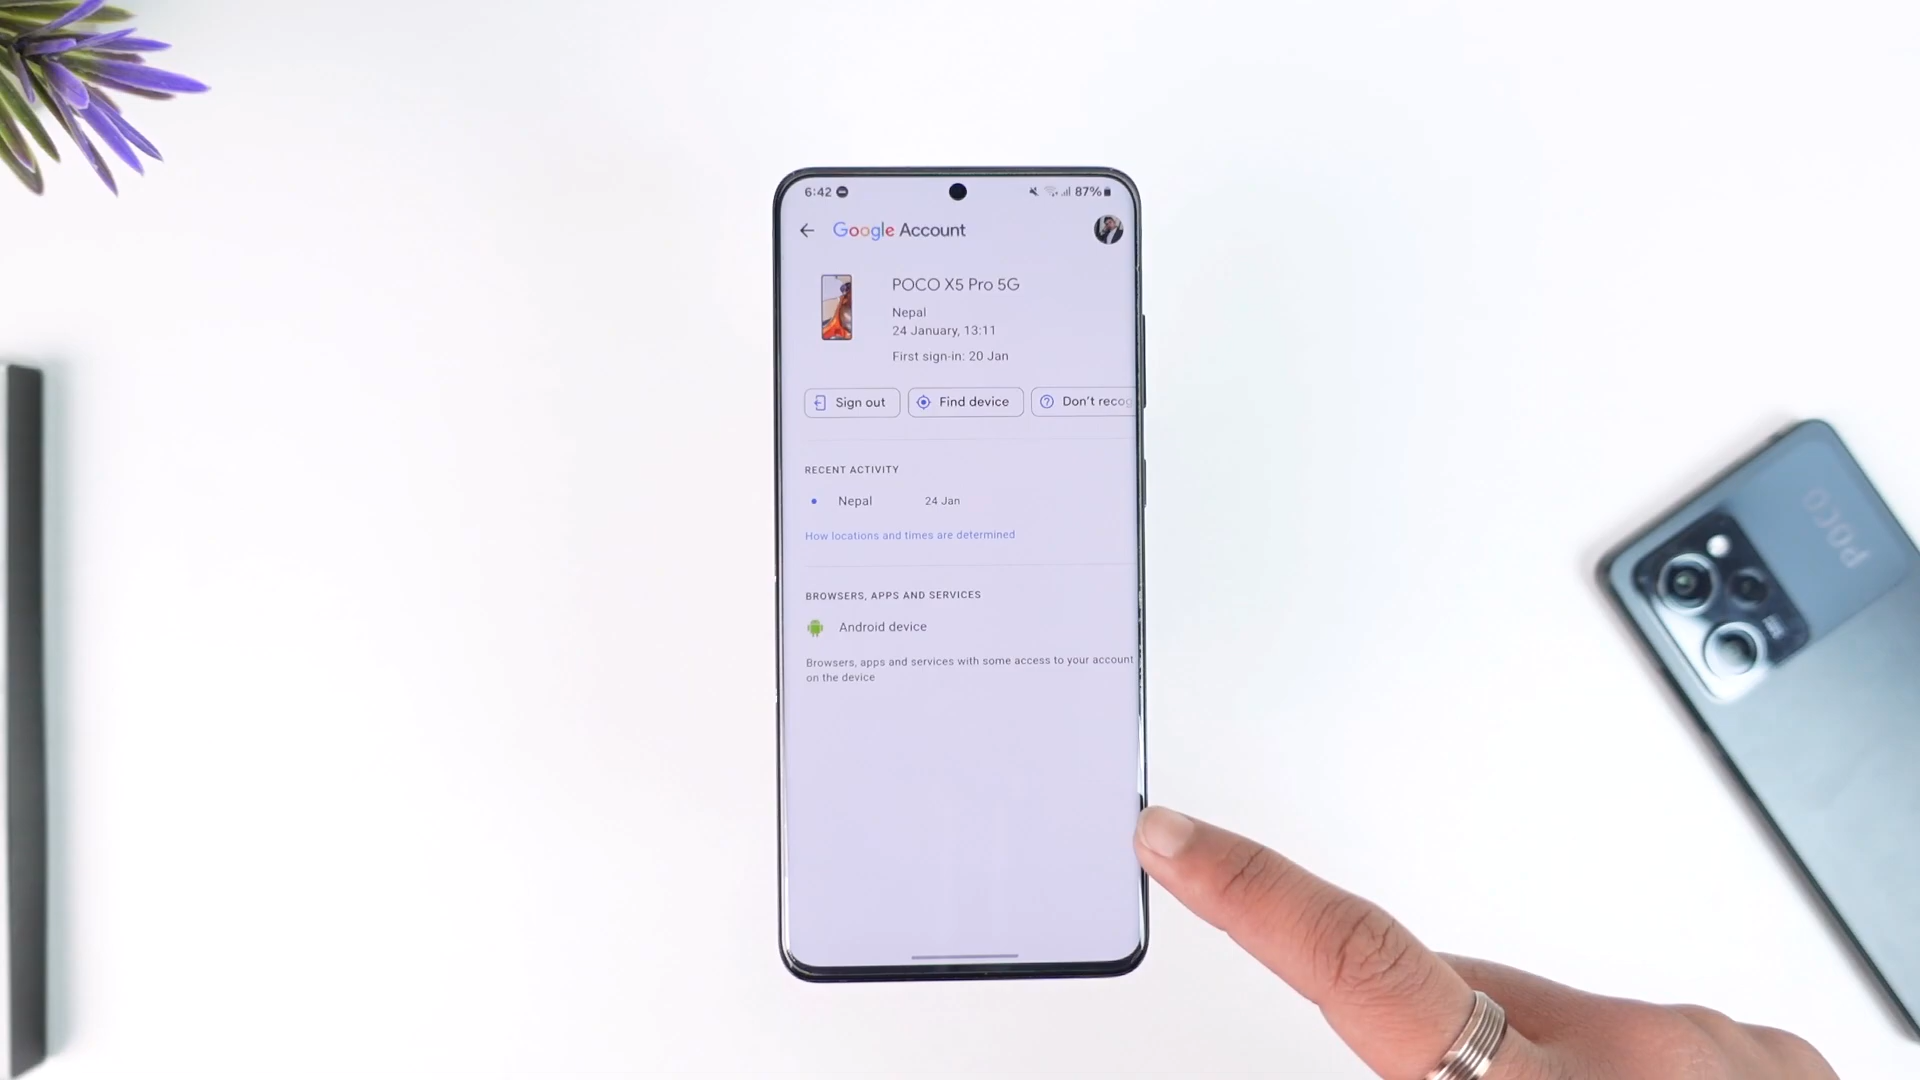 6:42 87%
Google Account
POCO X5 Pro 5G
Nepal
24 January, 13:11
First sign-in: 20 Jan
Sign out Find device Don't recog
RECENT ACTIVITY
Nepal 24 Jan
How locations and times are determined
BROWSERS, APPS AND SERVICES
Android device
Browsers, apps and services with some access to your account
on the device
POCO